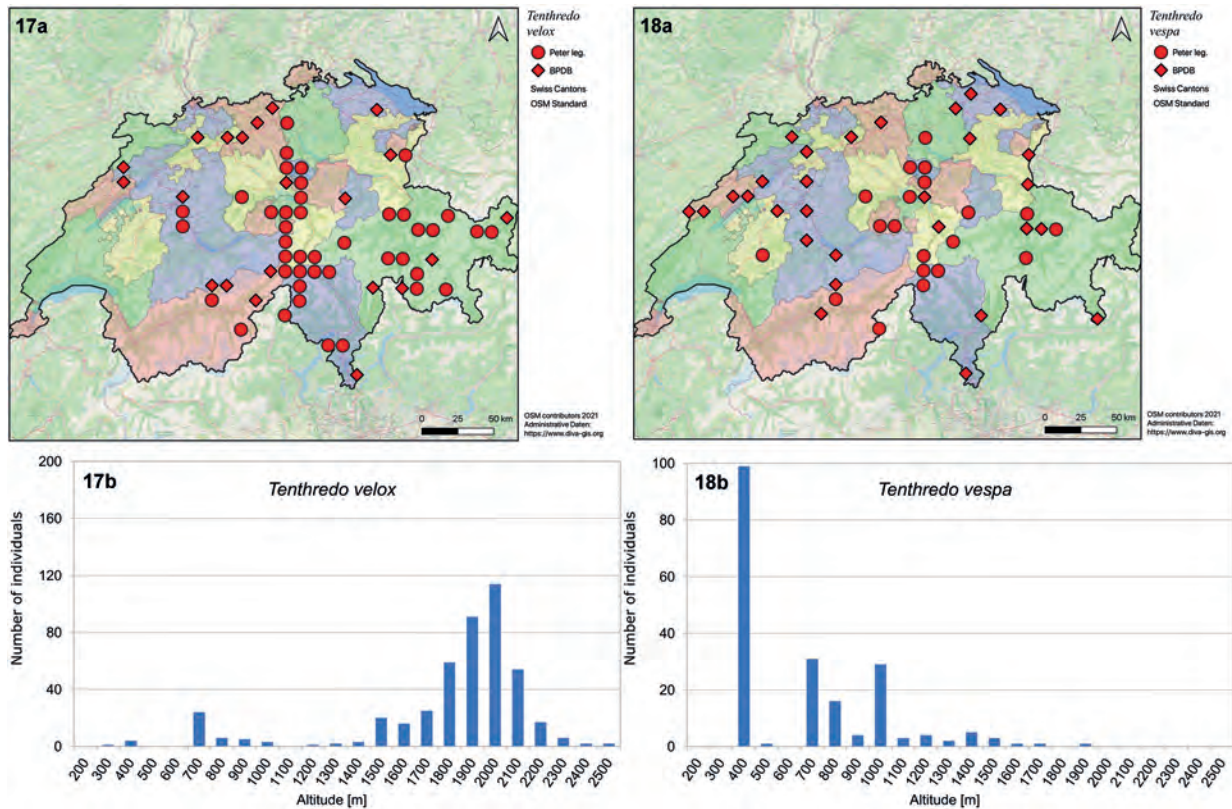 17a
Tenthredo
velox
Peter leg.
BPDB
Swiss Cantons
OSM Standard
0 25 50 km
OSM contributors 2021
Administrative Daten:
https://www.diva-gis.org
18a
Tenthredo
vespa
Peter leg.
BPDB
Swiss Cantons
OSM Standard
0 25 50 km
OSM contributors 2021
Administrative Daten:
https://www.diva-gis.org
17b
Tenthredo velox
Number of individuals
200
160
120
80
40
0
200 300 400 500 600 700 800 900 1000 1100 1200 1300 1400 1500 1600 1700 1800 1900 2000 2100 2200 2300 2400 2500
Altitude [m]
18b
Tenthredo vespa
Number of individuals
100
80
60
40
20
0
200 300 400 500 600 700 800 900 1000 1100 1200 1300 1400 1500 1600 1700 1800 1900 2000 2100 2200 2300 2400 2500
Altitude [m]